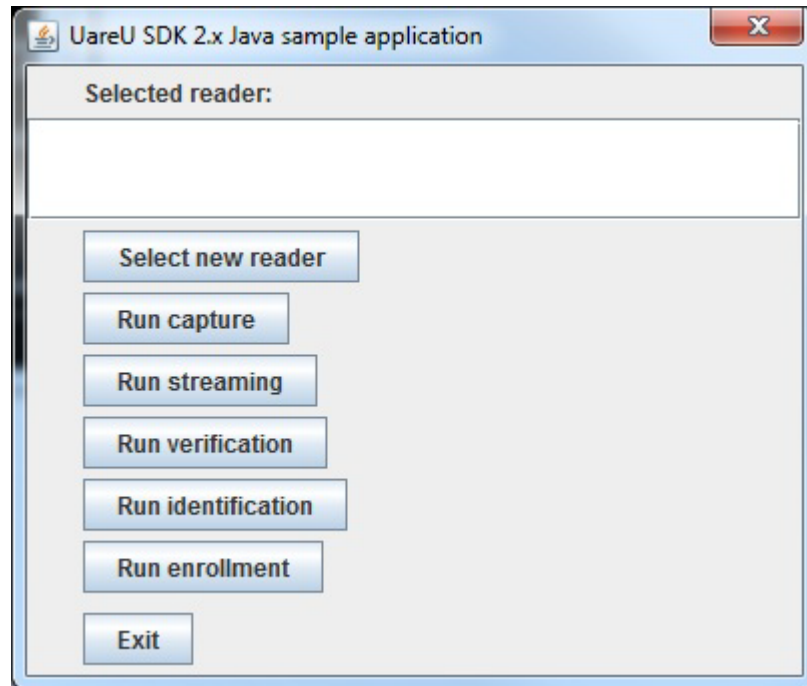 UareU SDK 2.x Java sample application
Selected reader:
Select new reader
Run capture
Run streaming
Run verification
Run identification
Run enrollment
Exit